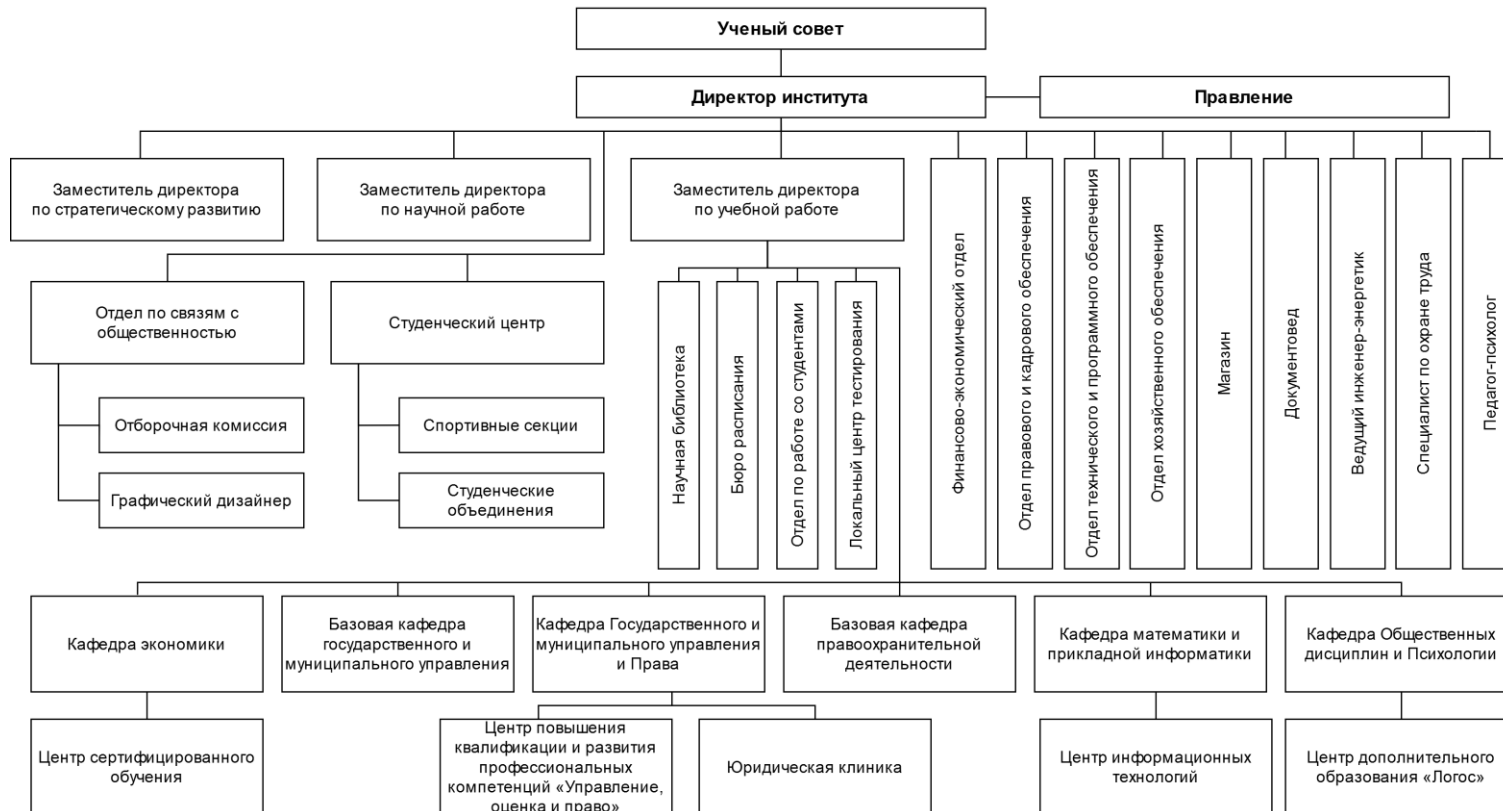 Ученый совет
Директор института
Правление
Заместитель директора
по стратегическому развитию
Заместитель директора
по научной работе
Заместитель директора
по учебной работе
Финансово-экономический отдел
Отдел правового и кадрового обеспечения
Отдел технического и программного обеспечения
Отдел хозяйственного обеспечения
Магазин
Документовед
Ведущий инженер-энергетик
Специалист по охране труда
Педагог-психолог
Отдел по связям с
общественностью
Студенческий центр
Научная библиотека
Бюро расписания
Отдел по работе со студентами
Локальный центр тестирования
Отборочная комиссия
Спортивные секции
Графический дизайнер
Студенческие
объединения
Кафедра экономики
Базовая кафедра
государственного и
муниципального управления
Кафедра Государственного и
муниципального управления
и Права
Базовая кафедра
правоохранительной
деятельности
Кафедра математики и
прикладной информатики
Кафедра Общественных
дисциплин и Психологии
Центр сертифицированного
обучения
Центр повышения
квалификации и развития
профессиональных
компетенций «Управление,
оценка и право»
Юридическая клиника
Центр информационных
технологий
Центр дополнительного
образования «Логос»